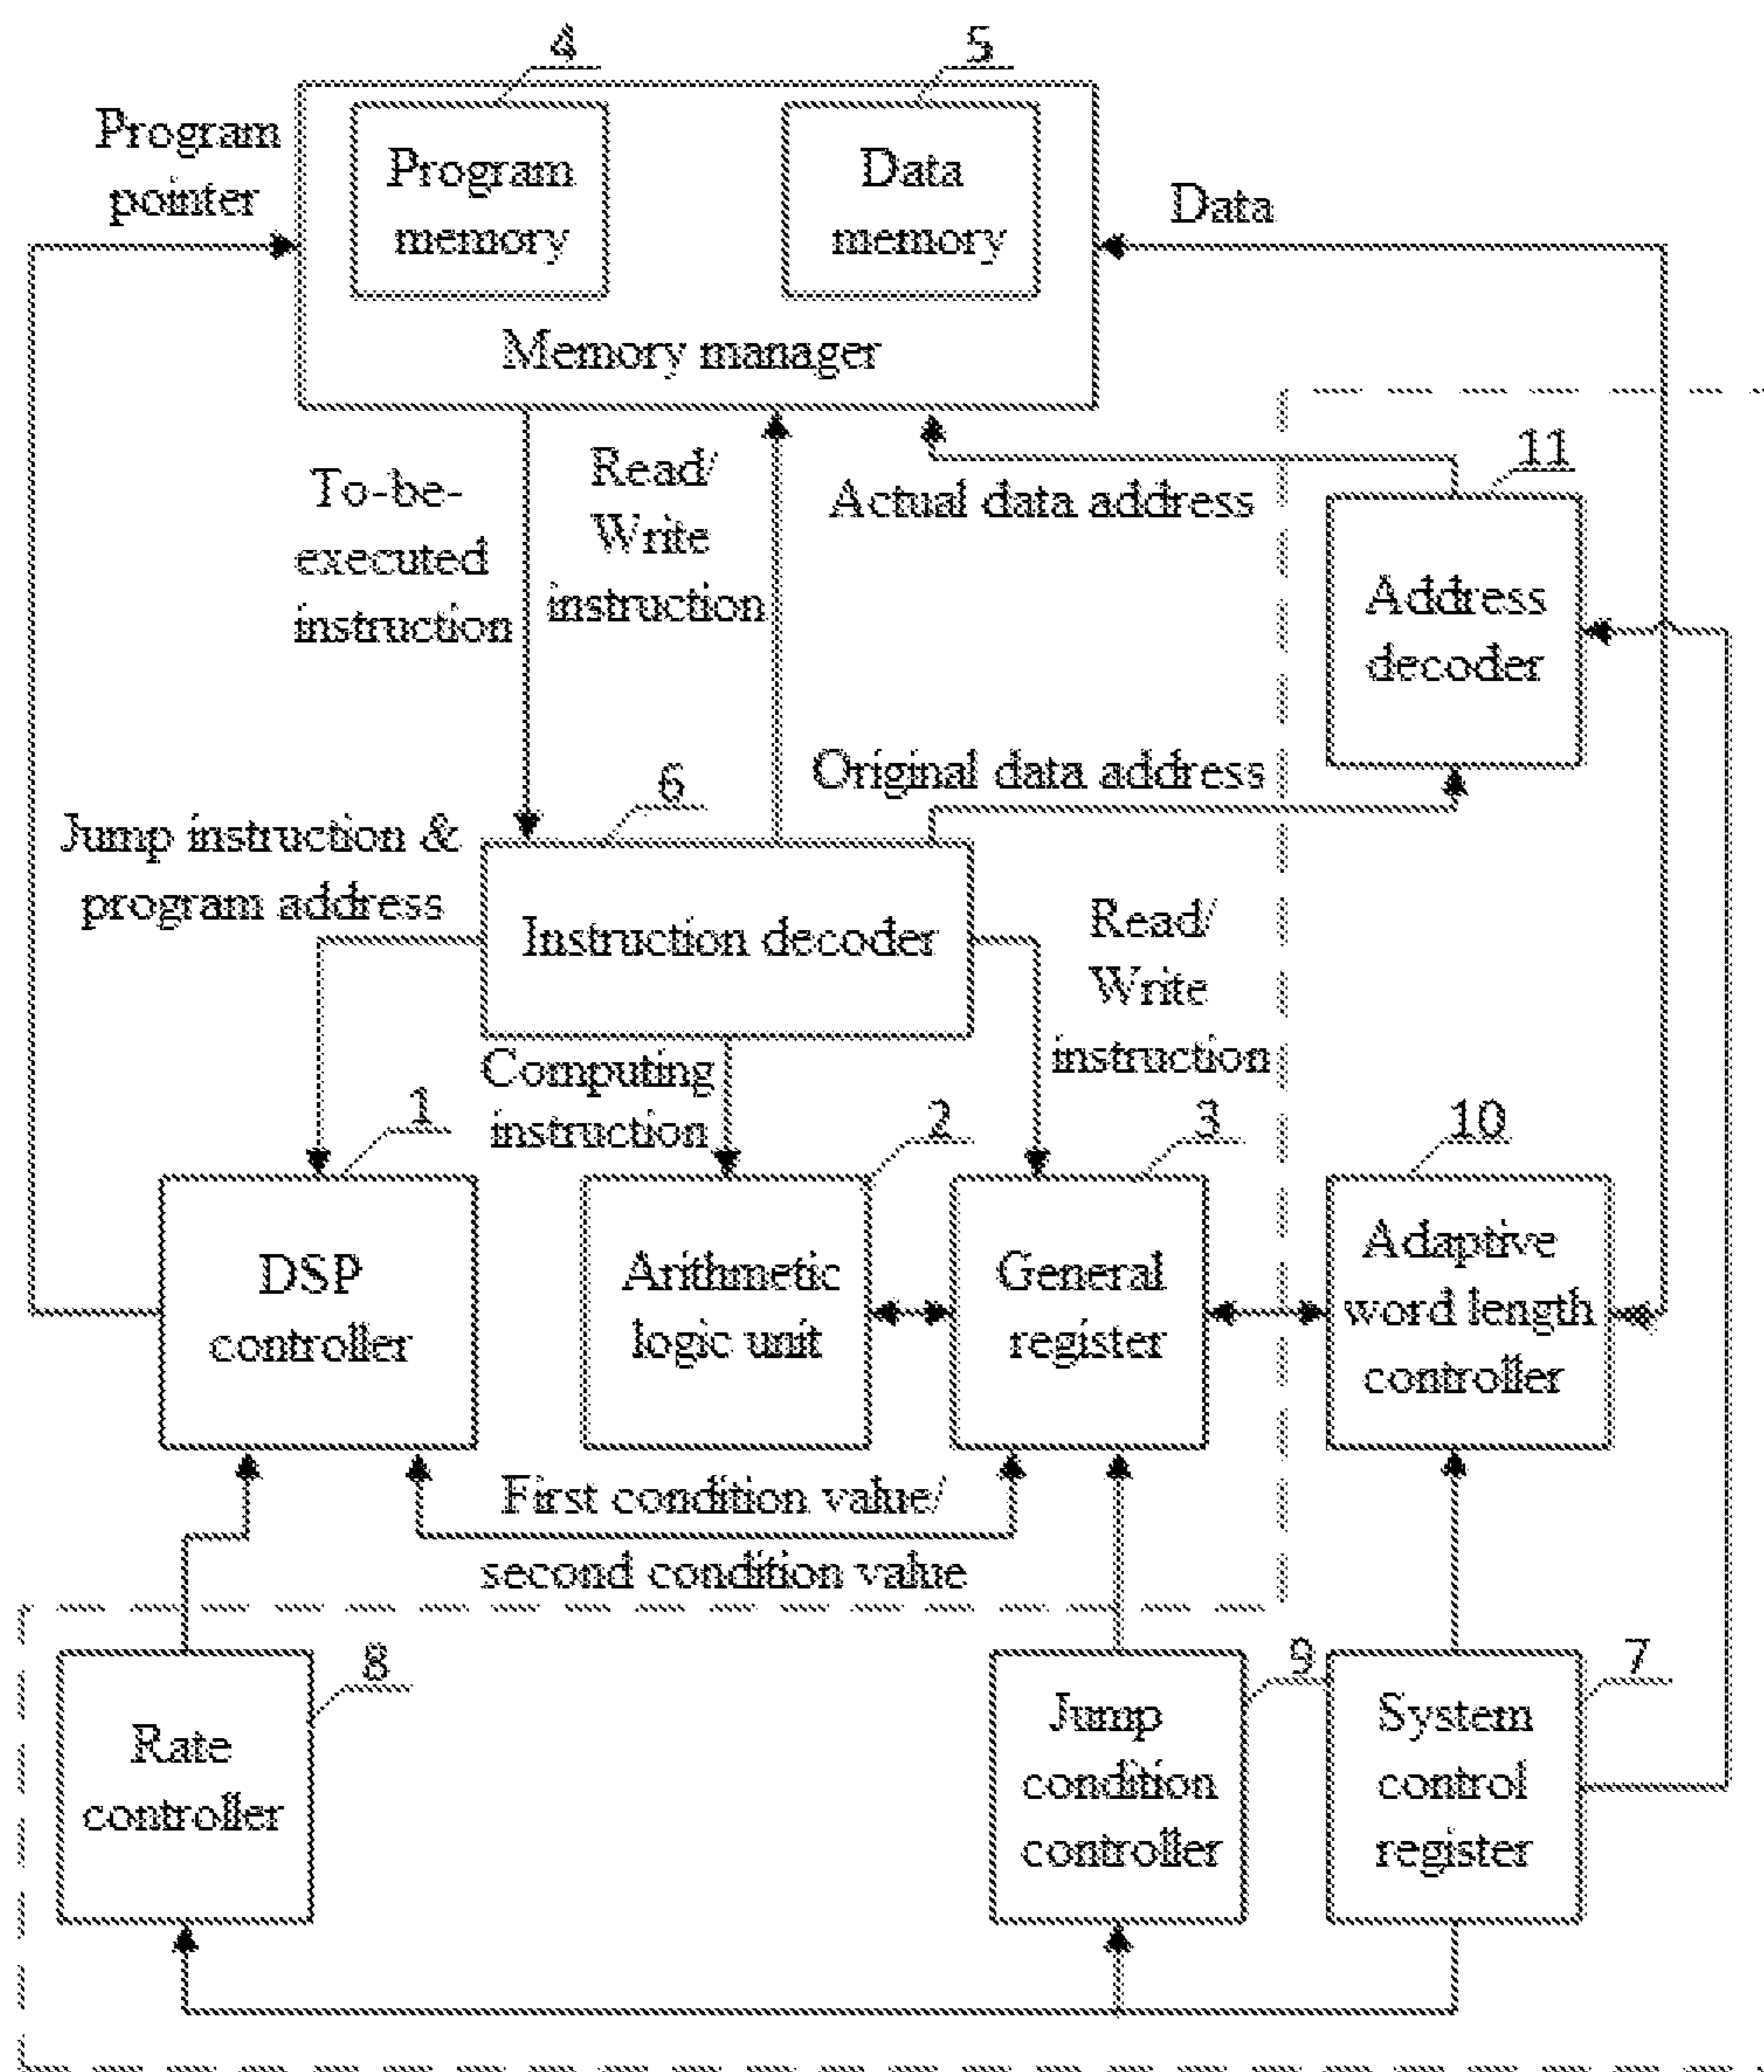 4
5
Program
pointer
Program
memory
Data
memory
Data
Memory manager
To-be-
executed
instruction
Read/
Write
instruction
Actual data address
11
Address
decoder
Original data address
6
Jump instruction &
program address
Instruction decoder
Read/
Write
instruction
Computing
instruction
1
2
3
10
DSP
controller
Arithmetic
logic unit
General
register
Adaptive
word length
controller
First condition value/
second condition value
8
9
7
Rate
controller
Jump
condition
controller
System
control
register